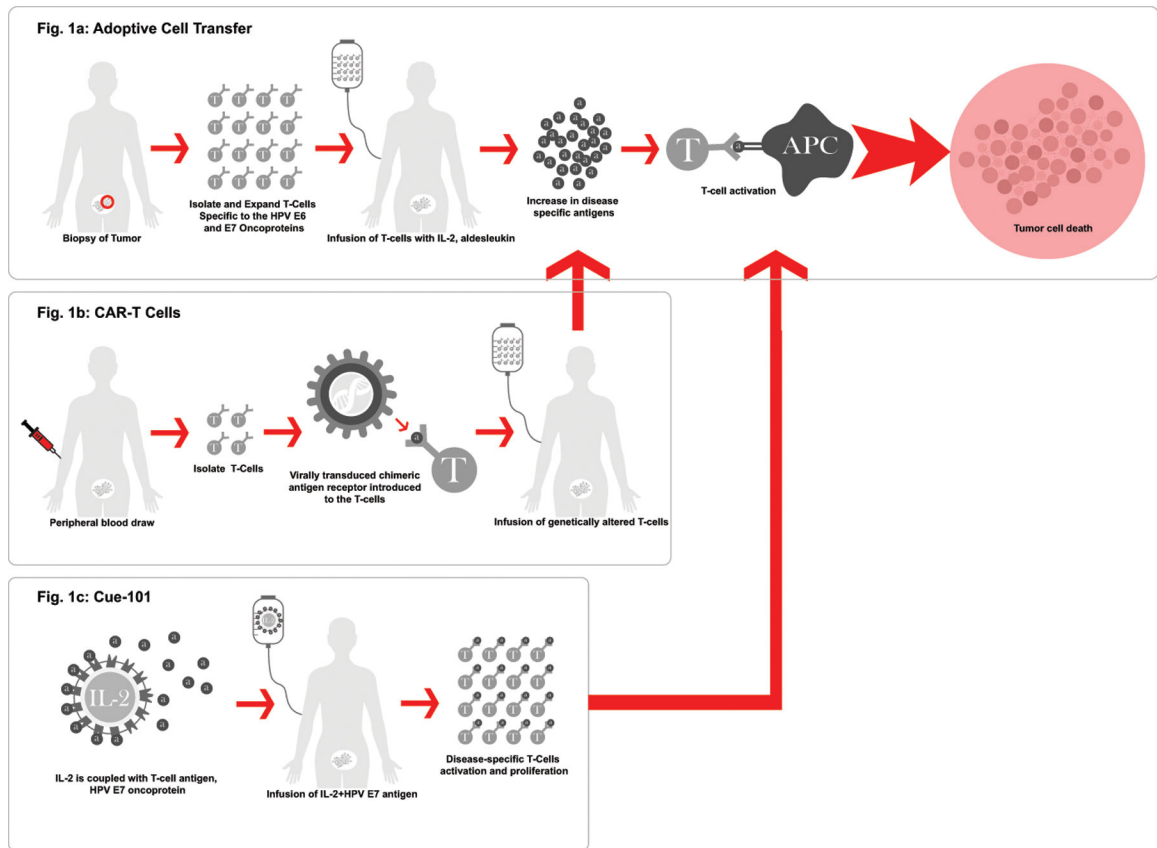 Fig. 1a: Adoptive Cell Transfer
Biopsy of Tumor
T T T T
T T T T
T T T T
T T T T
Isolate and Expand T-Cells
Specific to the HPV E6
and E7 Oncoproteins
Infusion of T-cells with IL-2, aldesleukin
a
Increase in disease
specific antigens
T
a
APC
T-cell activation
Tumor cell death
Fig. 1b: CAR-T Cells
Peripheral blood draw
T T
T T
Isolate T-Cells
a
T
Virally transduced chimeric
antigen receptor introduced
to the T-cells
Infusion of genetically altered T-cells
Fig. 1c: Cue-101
a
IL-2
IL-2 is coupled with T-cell antigen,
HPV E7 oncoprotein
Infusion of IL-2+HPV E7 antigen
T T T T
T T T T
T T T T
T T T T
Disease-specific T-Cells
activation and proliferation